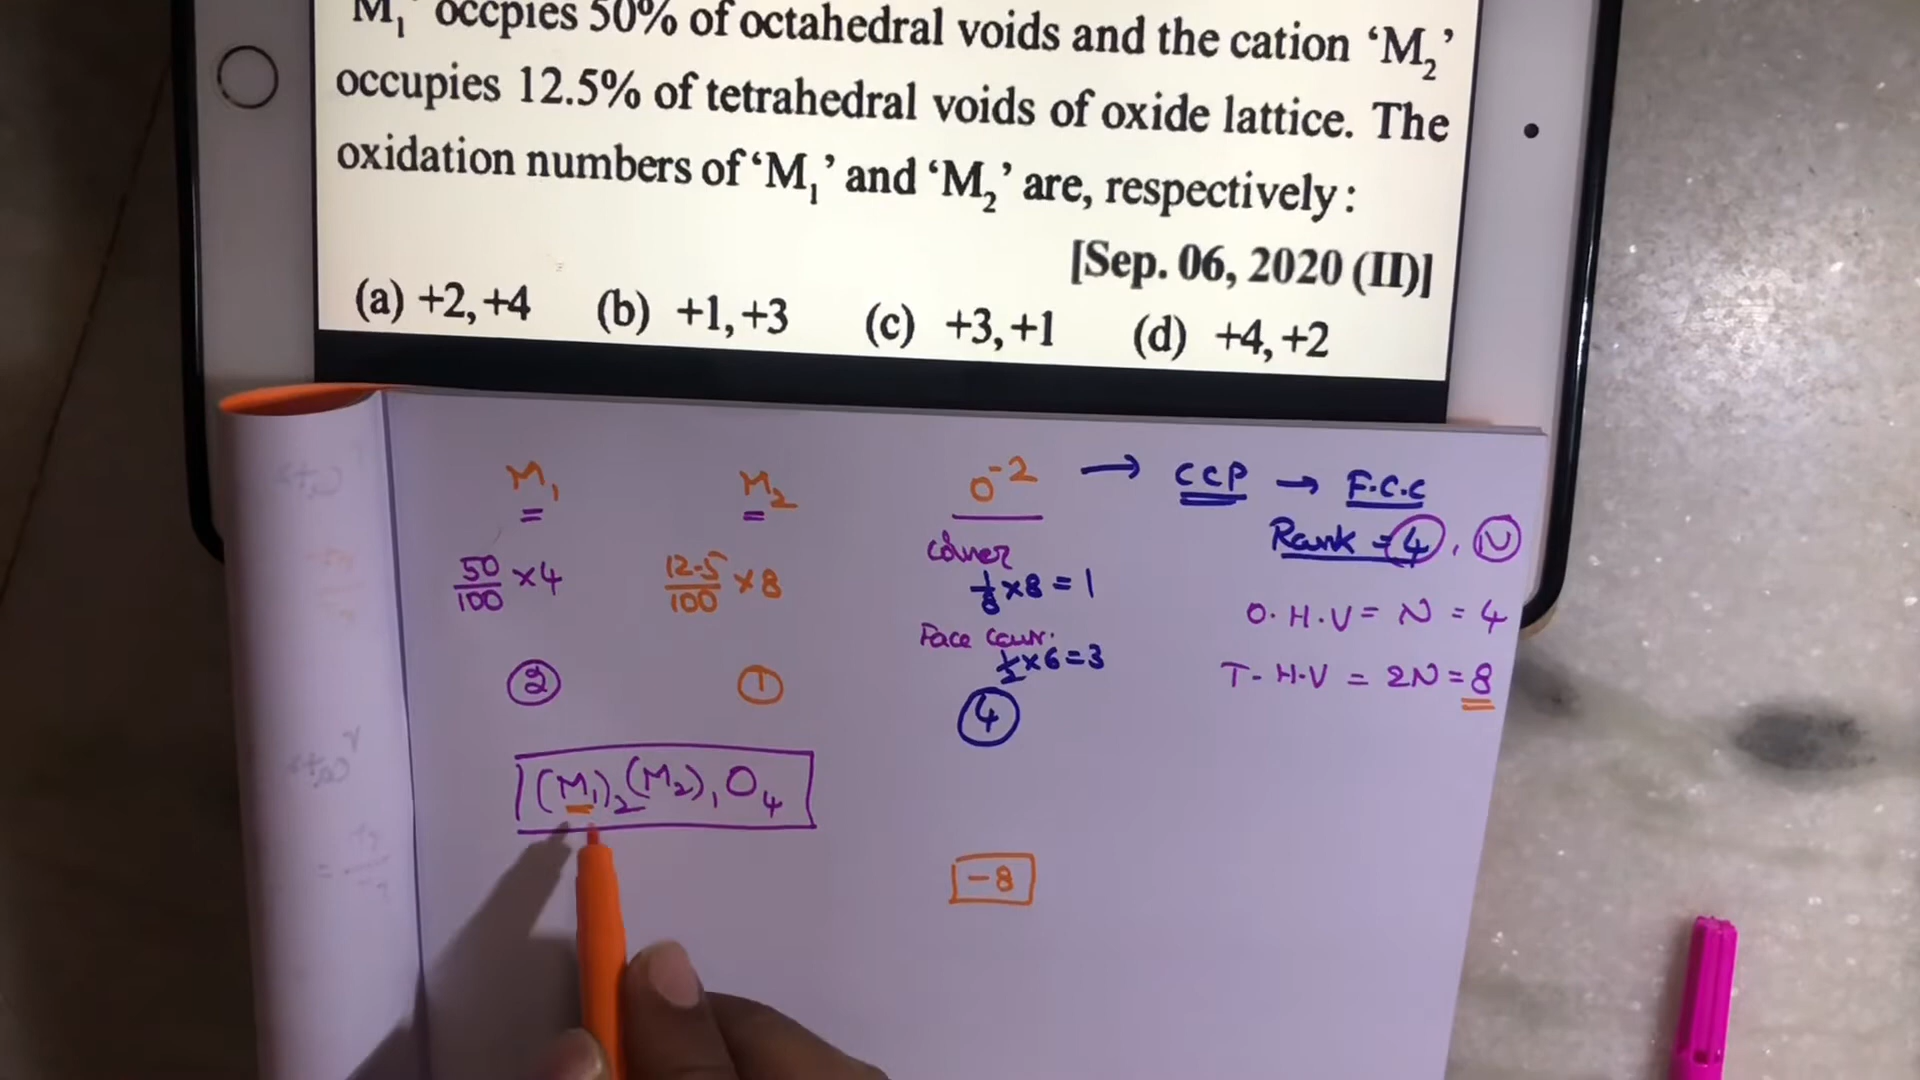 M₁' occpies 50% of octahedral voids and the cation ‘M₂’
occupies 12.5% of tetrahedral voids of oxide lattice. The
oxidation numbers of ‘M₁’ and ‘M₂’ are, respectively:
[Sep. 06, 2020 (II)]
(a) +2, +4 (b) +1, +3 (c) +3, +1 (d) +4, +2
M₁ M₂ O⁻² → CCP → F.C.C
Rank = 4, N
50/100 × 4 12.5/100 × 8
corner
1/8 × 8 = 1
O.H.V = N = 4
Face
1/2 × 6 = 3
T.H.V = 2N = 8
2 1 4
(M₁)₂(M₂)₁O₄
-8